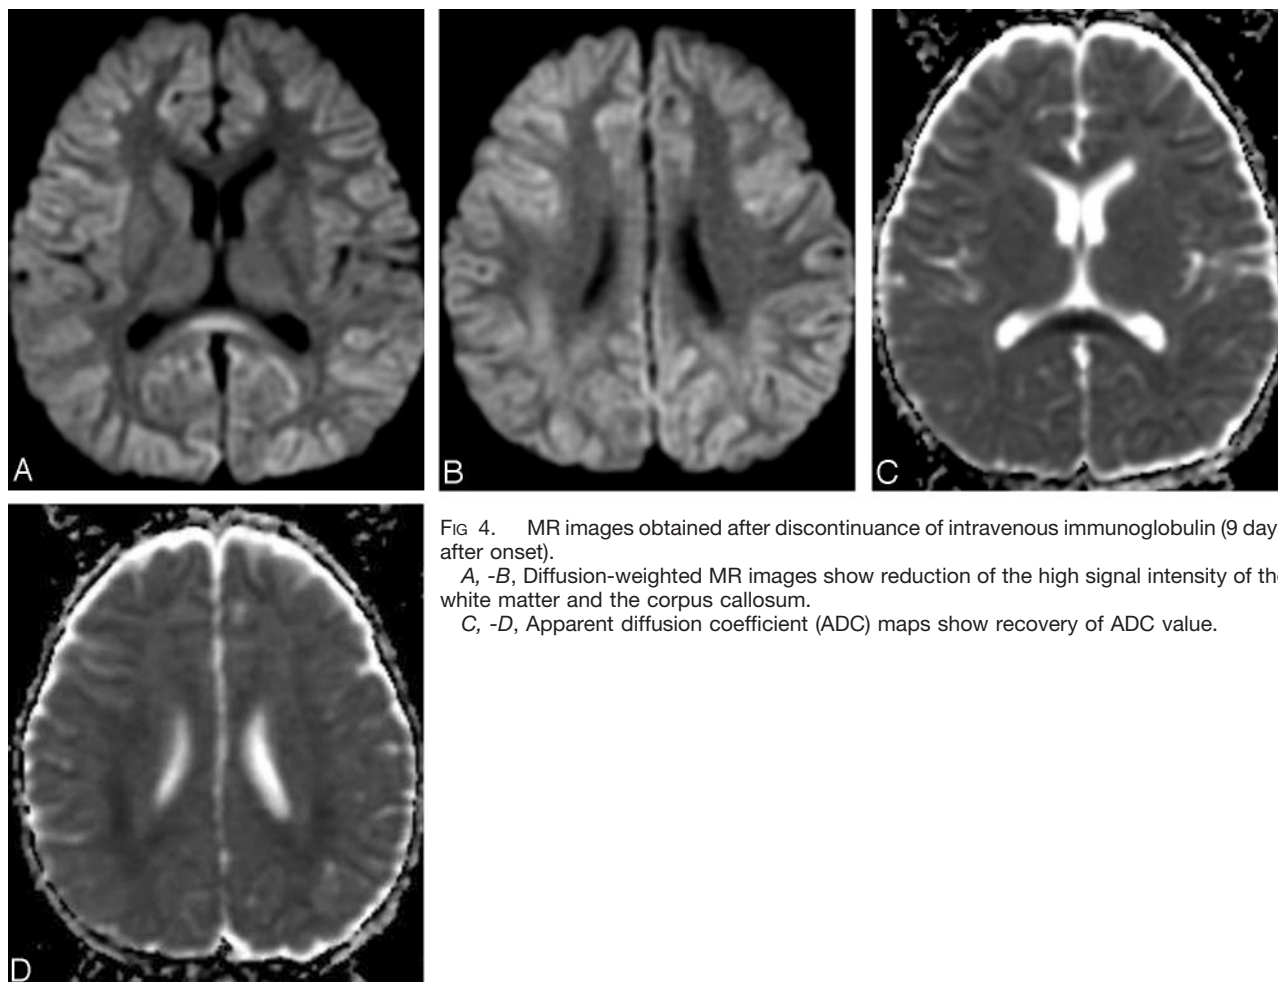 A
B
C
D
FIG 4. MR images obtained after discontinuance of intravenous immunoglobulin (9 day
after onset).
A, -B, Diffusion-weighted MR images show reduction of the high signal intensity of the
white matter and the corpus callosum.
C, -D, Apparent diffusion coefficient (ADC) maps show recovery of ADC value.